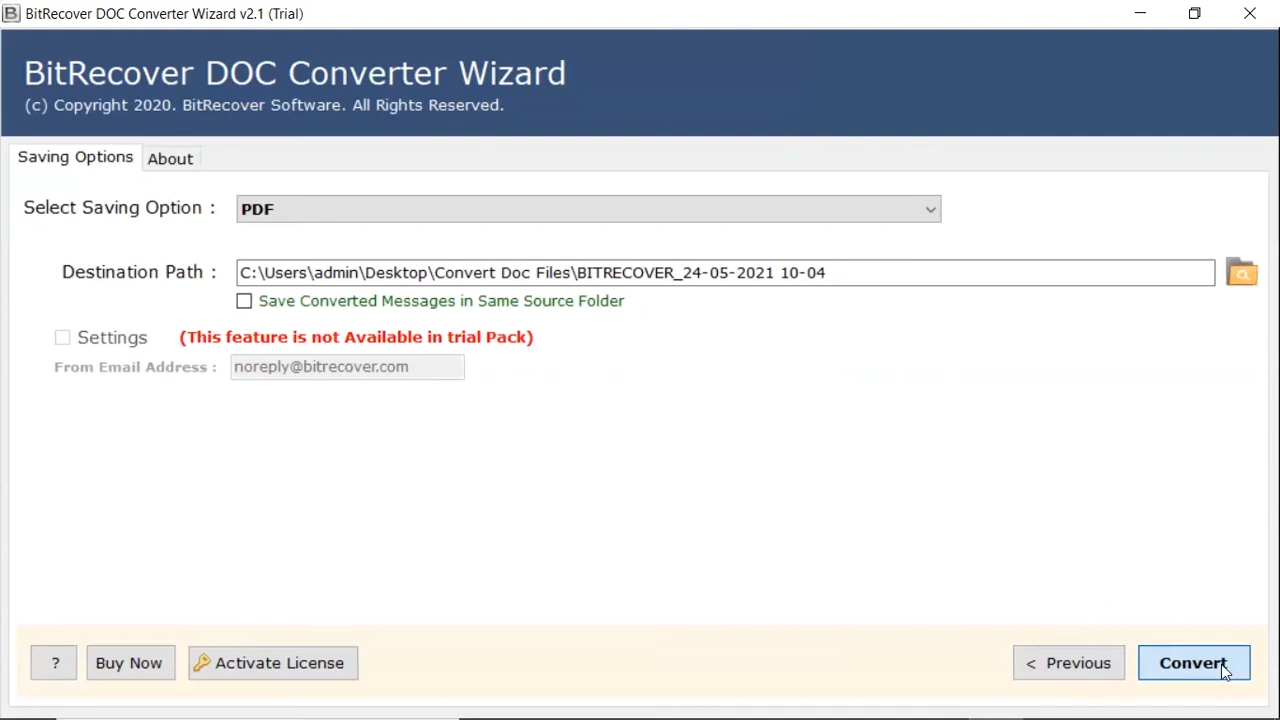 BitRecover DOC Converter Wizard v2.1 (Trial)
BitRecover DOC Converter Wizard
(c) Copyright 2020. BitRecover Software. All Rights Reserved.
Saving Options About
Select Saving Option : PDF
Destination Path : C:\Users\admin\Desktop\Convert Doc Files\BITRECOVER_24-05-2021 10-04
Save Converted Messages in Same Source Folder
Settings (This feature is not Available in trial Pack)
From Email Address : noreply@bitrecover.com
? Buy Now Activate License < Previous Convert